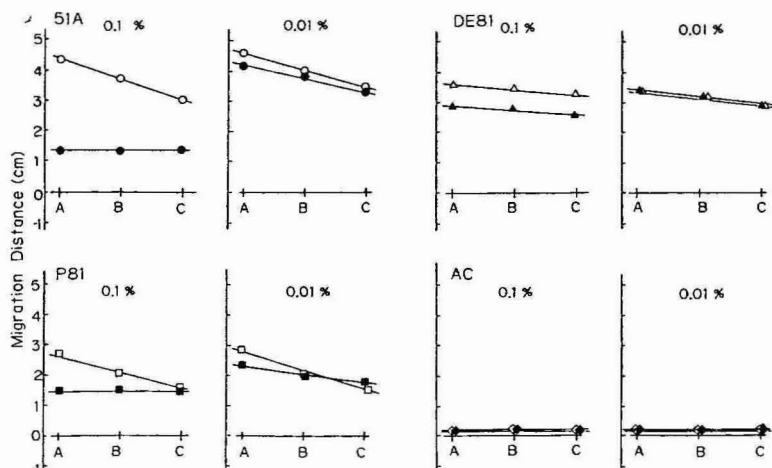 51A 0.1 % 0.01 %
DE81 0.1 % 0.01 %
5
4
3
2
1
0
-1
A B C A B C
A B C A B C
P81 0.1 % 0.01 %
AC 0.1 % 0.01 %
5
4
3
2
1
0
A B C A B C
A B C A B C
Migration Distance (cm)